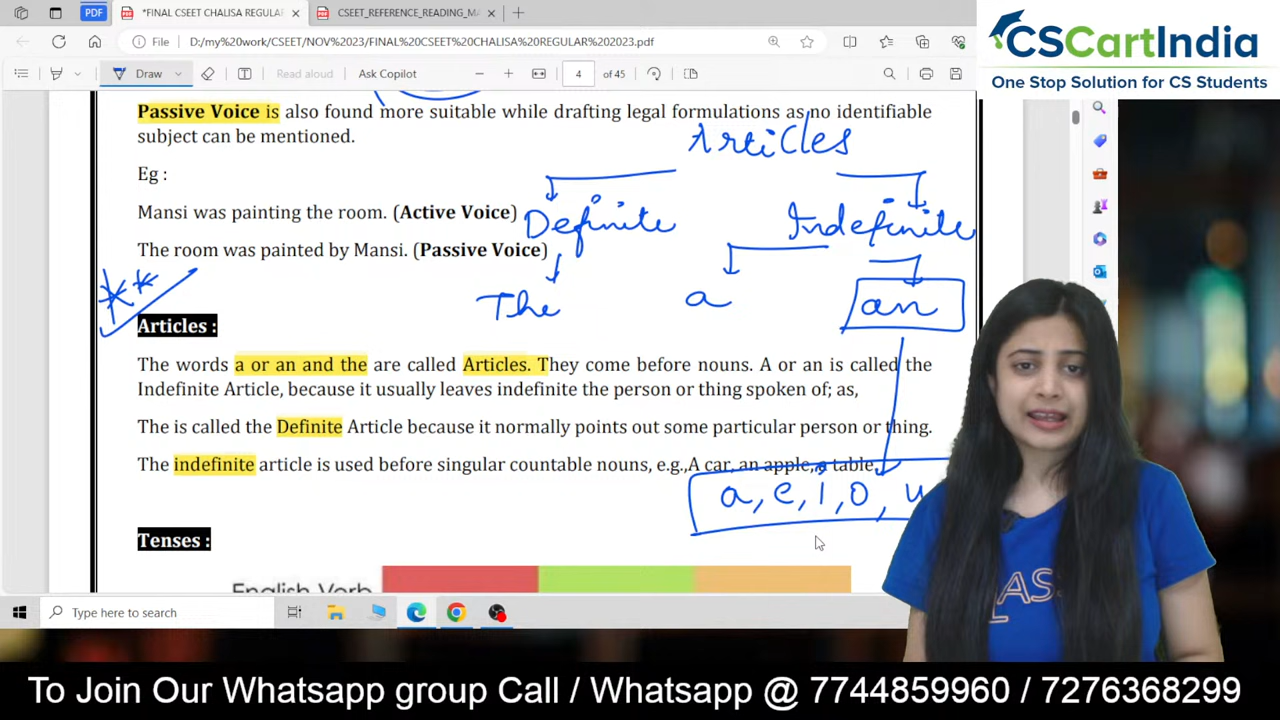 PDF
*FINAL CSEET CHALISA REGULAR
CSEET_REFERENCE_READING_MA
File
D:/my%20work/CSEET/NOV%2023/FINAL%20CSEET%20CHALISA%20REGULAR%202023.pdf
Draw
Read aloud
Ask Copilot
4 of 45
CSCartIndia
One Stop Solution for CS Students
Passive Voice is also found more suitable while drafting legal formulations as no identifiable
subject can be mentioned.
Articles
Eg :
Mansi was painting the room. (Active Voice)
Definite
Indefinite
The room was painted by Mansi. (Passive Voice)
The
a
an
Articles :
The words a or an and the are called Articles. They come before nouns. A or an is called the
Indefinite Article, because it usually leaves indefinite the person or thing spoken of; as,
The is called the Definite Article because it normally points out some particular person or thing.
The indefinite article is used before singular countable nouns, e.g.,A car, an apple, a table
a, e, i, o, u
Tenses :
English Verb
Type here to search
To Join Our Whatsapp group Call / Whatsapp @ 7744859960 / 7276368299